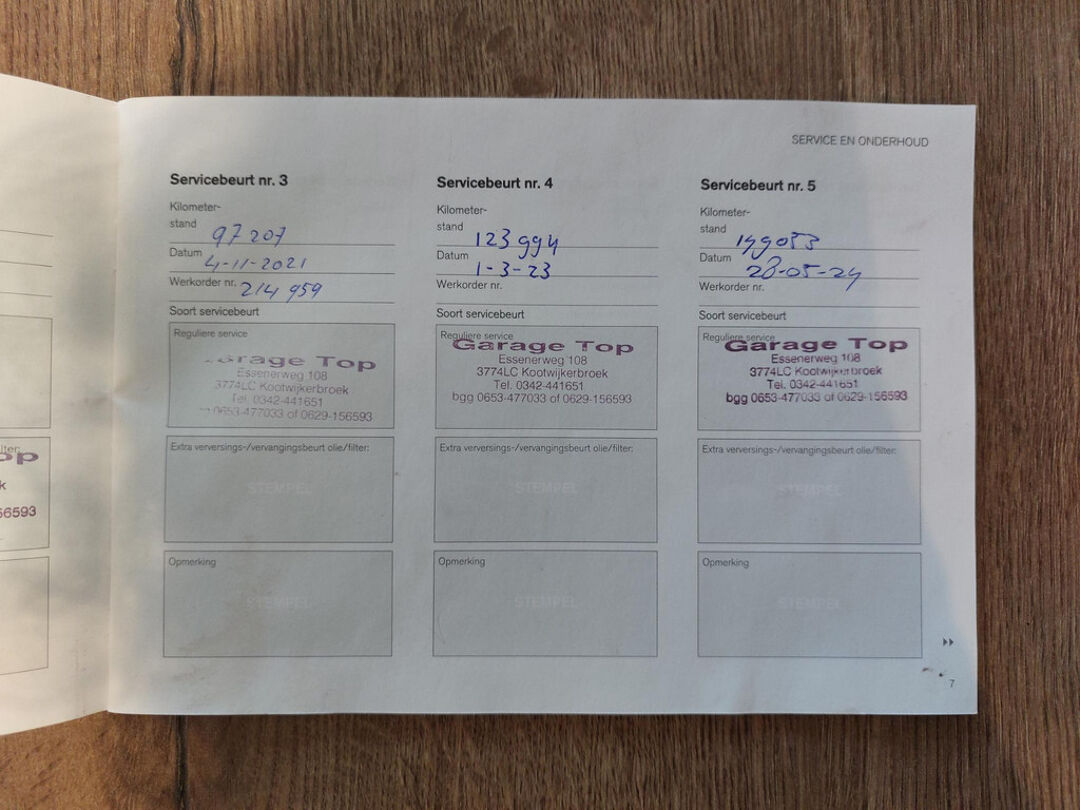 SERVICE EN ONDERHOUD
Servicebeurt nr. 3
Kilometer-
stand 97 207
Datum 4-11-2021
Werkorder nr. 214 959
Soort servicebeurt
Reguliere service
Garage Top
Essenerweg 108
3774LC Kootwijkerbroek
Tel. 0342-441651
0653-477033 of 0629-156593
Extra verversings-/vervangingsbeurt olie/filter:
STEMPEL
Opmerking
STEMPEL
Servicebeurt nr. 4
Kilometer-
stand 123 994
Datum 1-3-23
Werkorder nr.
Soort servicebeurt
Reguliere service
Garage Top
Essenerweg 108
3774LC Kootwijkerbroek
Tel. 0342-441651
bgg 0653-477033 of 0629-156593
Extra verversings-/vervangingsbeurt olie/filter:
STEMPEL
Opmerking
STEMPEL
Servicebeurt nr. 5
Kilometer-
stand
Datum 28-05-24
Werkorder nr.
Soort servicebeurt
Reguliere service
Garage Top
Essenerweg 108
3774LC Kootwijkerbroek
Tel. 0342-441651
bgg 0653-477033 of 0629-156593
Extra verversings-/vervangingsbeurt olie/filter:
STEMPEL
Opmerking
STEMPEL
7